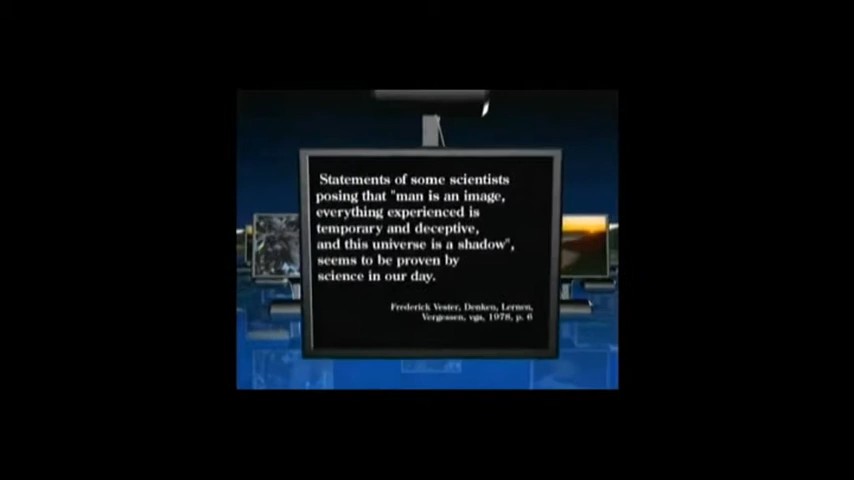 Statements of some scientists
posing that "man is an image,
everything experienced is
temporary and deceptive,
and this universe is a shadow",
seems to be proven by
science in our day.
Frederick Vester, Denken, Lernen,
Vergessen, vga, 1978, p. 6